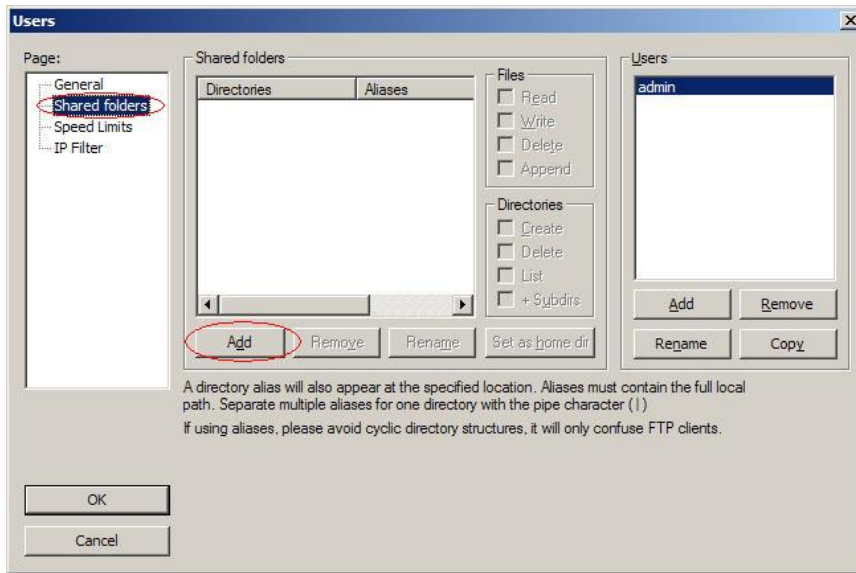 Users
Page:
General
Shared folders
Speed Limits
IP Filter
Shared folders
Directories
Aliases
Files
Read
Write
Delete
Append
Directories
Create
Delete
List
+ Subdirs
Add
Remove
Rename
Set as home dir
Users
admin
Add
Remove
Rename
Copy
A directory alias will also appear at the specified location. Aliases must contain the full local
path. Separate multiple aliases for one directory with the pipe character ( | )
If using aliases, please avoid cyclic directory structures, it will only confuse FTP clients.
OK
Cancel